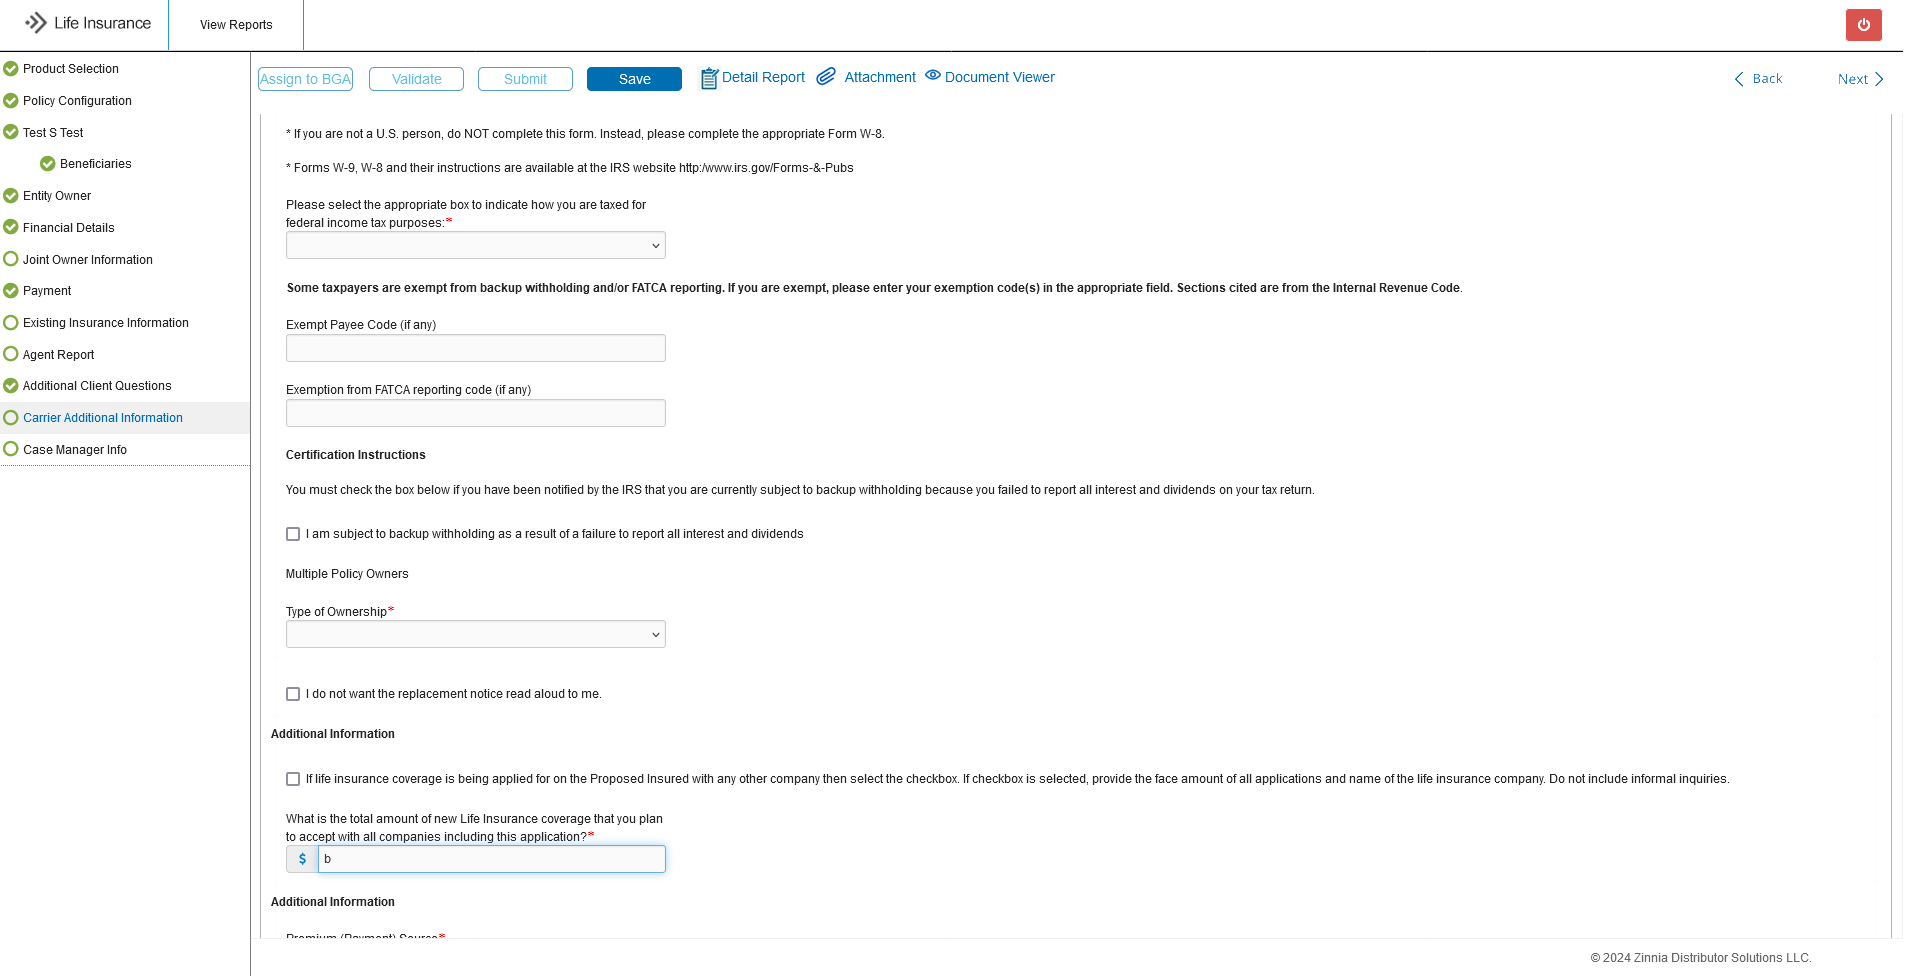 Life Insurance
View Reports
Product Selection
Policy Configuration
Test S Test
Beneficiaries
Entity Owner
Financial Details
Joint Owner Information
Payment
Existing Insurance Information
Agent Report
Additional Client Questions
Carrier Additional Information
Case Manager Info
Assign to BGA
Validate
Submit
Save
Detail Report
Attachment
Document Viewer
Back
Next
* If you are not a U.S. person, do NOT complete this form. Instead, please complete the appropriate Form W-8.
* Forms W-9, W-8 and their instructions are available at the IRS website http:/www.irs.gov/Forms-&-Pubs
Please select the appropriate box to indicate how you are taxed for
federal income tax purposes:*
Some taxpayers are exempt from backup withholding and/or FATCA reporting. If you are exempt, please enter your exemption code(s) in the appropriate field. Sections cited are from the Internal Revenue Code.
Exempt Payee Code (if any)
Exemption from FATCA reporting code (if any)
Certification Instructions
You must check the box below if you have been notified by the IRS that you are currently subject to backup withholding because you failed to report all interest and dividends on your tax return.
I am subject to backup withholding as a result of a failure to report all interest and dividends
Multiple Policy Owners
Type of Ownership*
I do not want the replacement notice read aloud to me.
Additional Information
If life insurance coverage is being applied for on the Proposed Insured with any other company then select the checkbox. If checkbox is selected, provide the face amount of all applications and name of the life insurance company. Do not include informal inquiries.
What is the total amount of new Life Insurance coverage that you plan
to accept with all companies including this application?*
$ b
Additional Information
Premium (Payment) Source*
© 2024 Zinnia Distributor Solutions LLC.